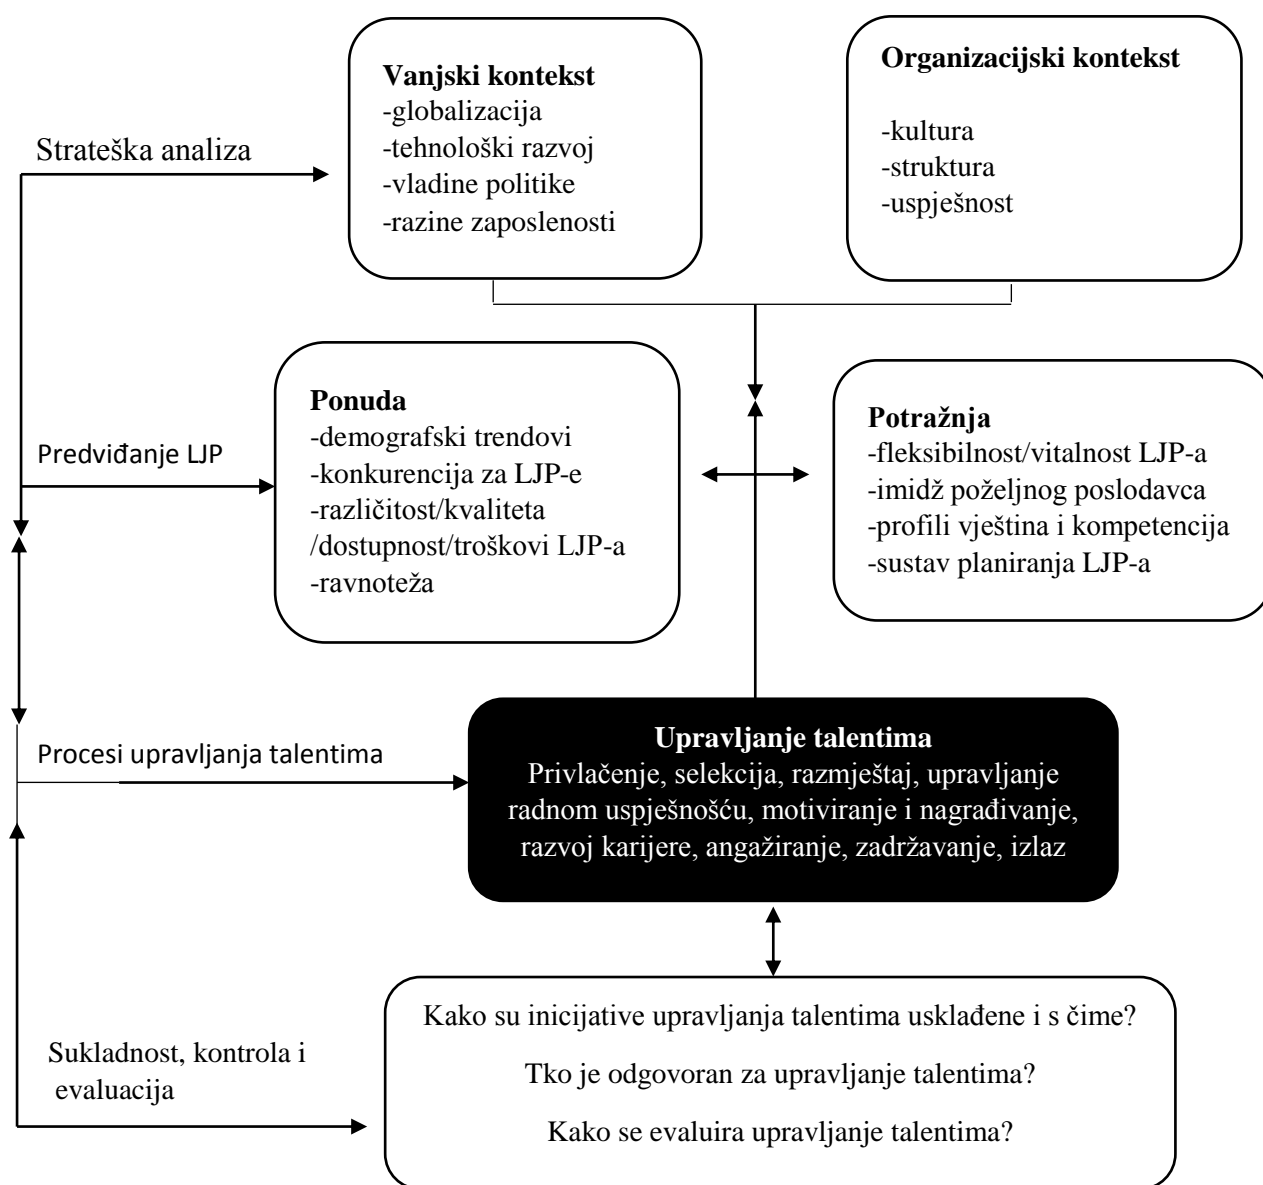 Strateška analiza
Vanjski kontekst
-globalizacija
-tehnološki razvoj
-vladine politike
-razine zaposlenosti
Organizacijski kontekst
-kultura
-struktura
-uspješnost
Predviđanje LJP
Ponuda
-demografski trendovi
-konkurencija za LJP-e
-različitost/kvaliteta
/dostupnost/troškovi LJP-a
-ravnoteža
Potražnja
-fleksibilnost/vitalnost LJP-a
-imidž poželjnog poslodavca
-profili vještina i kompetencija
-sustav planiranja LJP-a
Procesi upravljanja talentima
Upravljanje talentima
Privlačenje, selekcija, razmještaj, upravljanje
radnom uspješnošću, motiviranje i nagrađivanje,
razvoj karijere, angažiranje, zadržavanje, izlaz
Sukladnost, kontrola i
evaluacija
Kako su inicijative upravljanja talentima usklađene i s čime?
Tko je odgovoran za upravljanje talentima?
Kako se evaluira upravljanje talentima?